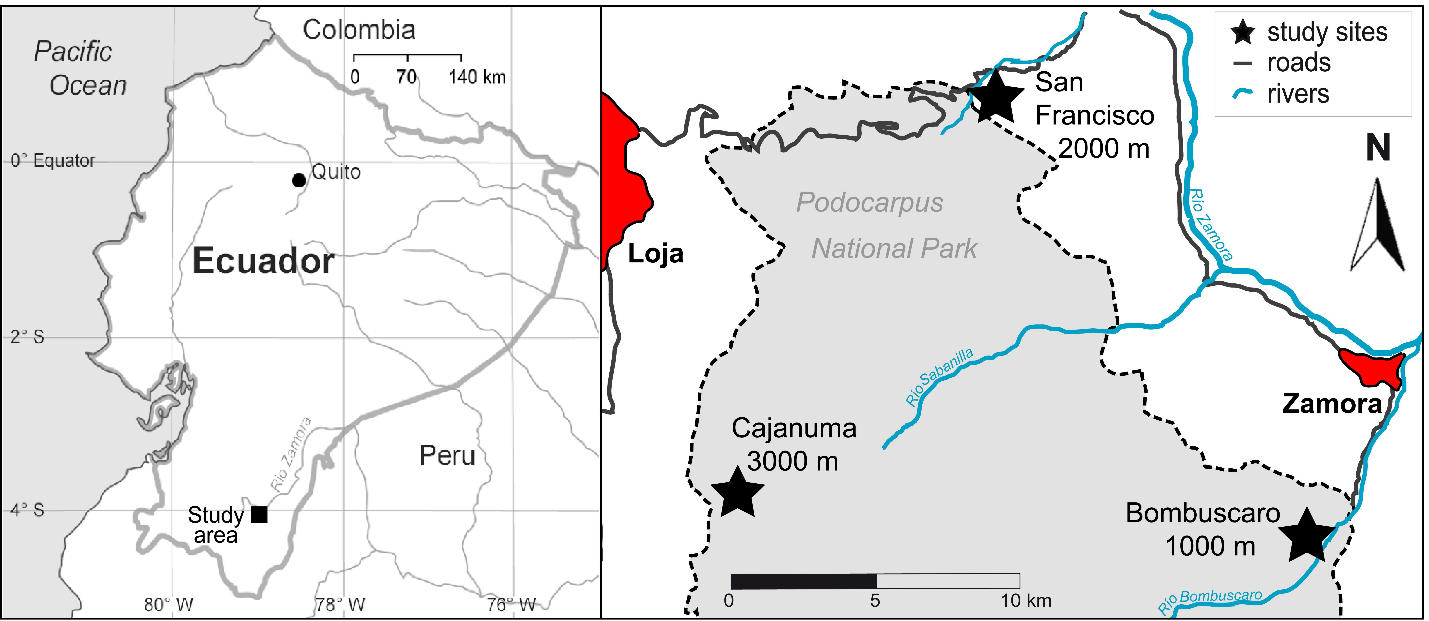 Pacific
Ocean
Colombia
0 70 140 km
0° Equator
Quito
Ecuador
2° S
Rio Zamora
Peru
4° S
Study
area
80° W 78° W 76° W
study sites
roads
rivers
San
Francisco
2000 m
N
Podocarpus
National Park
Rio Zamora
Loja
Rio Sabanilla
Zamora
Cajanuma
3000 m
Bombuscaro
1000 m
0 5 10 km
Rio Bombuscaro